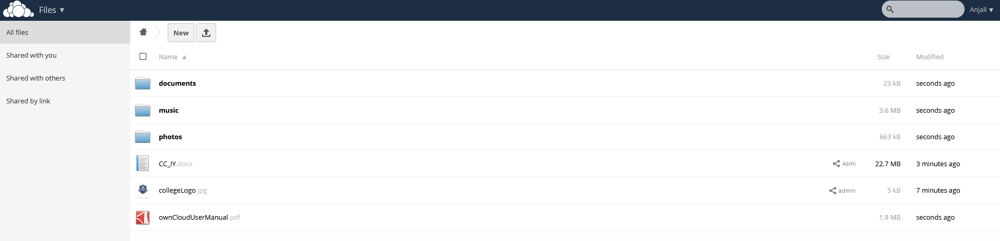 Files ▼
Anjali ▼
All files
Shared with you
Shared with others
Shared by link
New
Name ▲ Size Modified
documents 23 kB seconds ago
music 3.6 MB seconds ago
photos 663 kB seconds ago
CC_IY.docx Asmi 22.7 MB 3 minutes ago
collegeLogo.jpg admin 5 kB 7 minutes ago
ownCloudUserManual.pdf 1.9 MB seconds ago